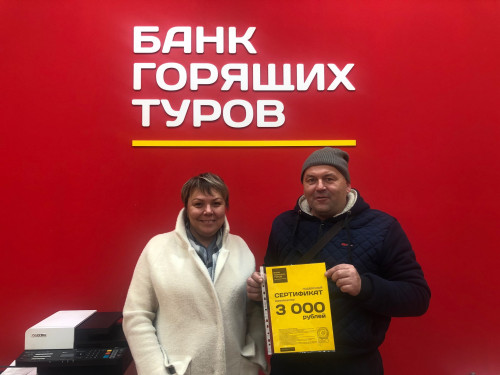 БАНК
ГОРЯЩИХ
ТУРОВ
СЕРТИФИКАТ
3 000
рублей